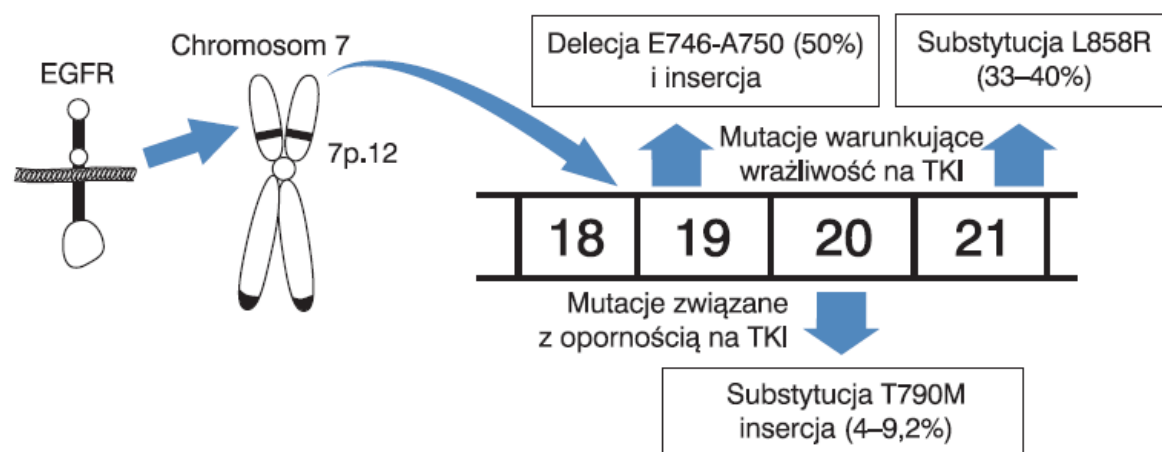 EGFR
Chromosom 7
7p.12
Delecja E746-A750 (50%)
i insercja
Substytucja L858R
(33–40%)
Mutacje warunkujące
wrażliwość na TKI
18 19 20 21
Mutacje związane
z opornością na TKI
Substytucja T790M
insercja (4–9,2%)